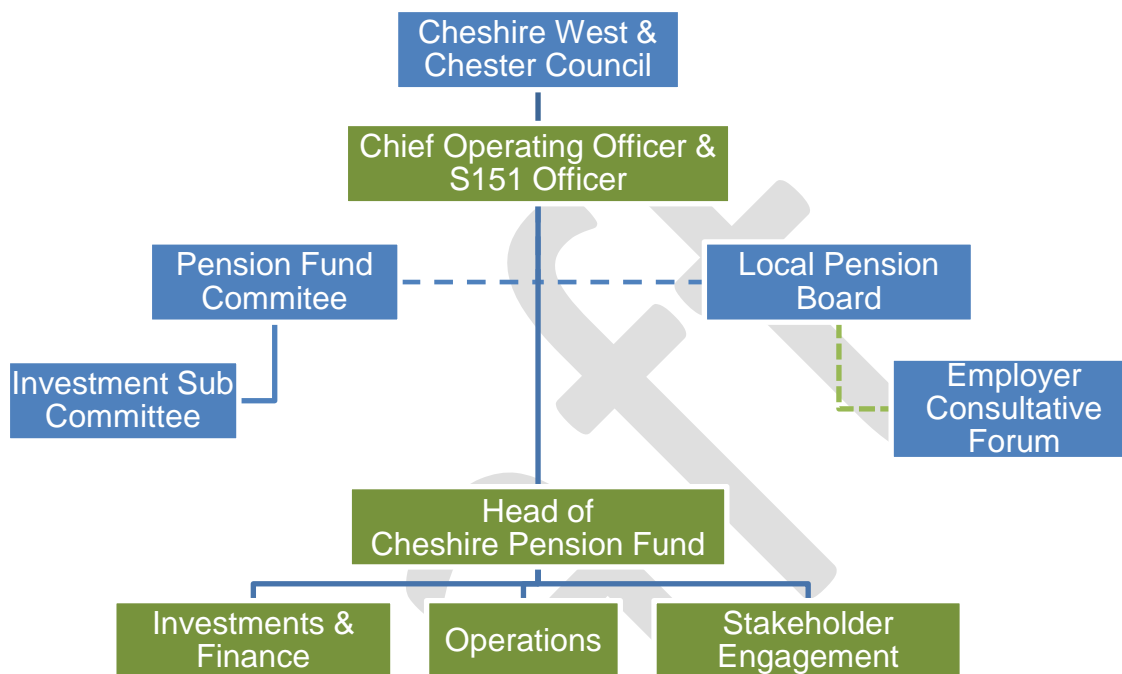 Cheshire West &
Chester Council
Chief Operating Officer &
S151 Officer
Pension Fund
Commitee
Local Pension
Board
Investment Sub
Committee
Employer
Consultative
Forum
Head of
Cheshire Pension Fund
Investments &
Finance
Operations
Stakeholder
Engagement